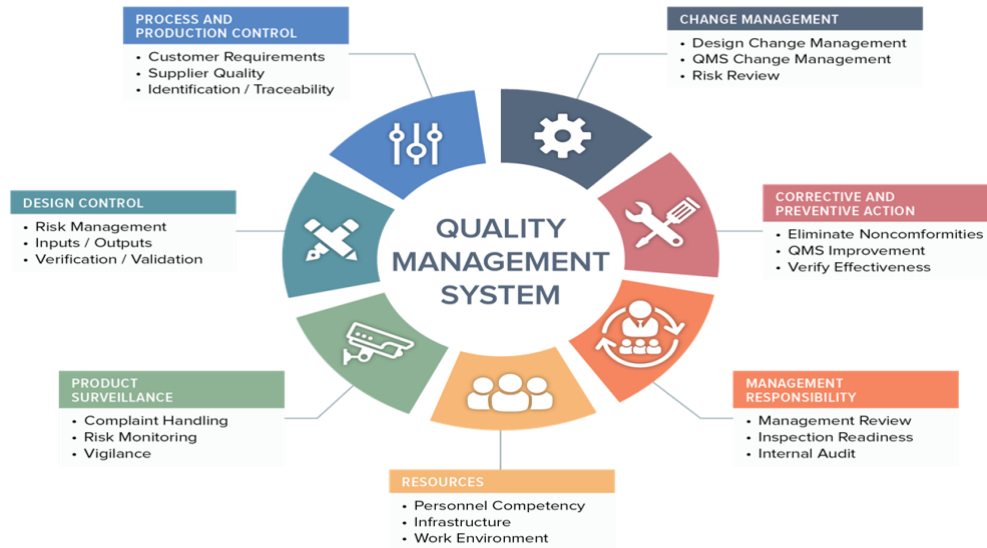 PROCESS AND
PRODUCTION CONTROL
• Customer Requirements
• Supplier Quality
• Identification / Traceability
CHANGE MANAGEMENT
• Design Change Management
• QMS Change Management
• Risk Review
DESIGN CONTROL
• Risk Management
• Inputs / Outputs
• Verification / Validation
QUALITY
MANAGEMENT
SYSTEM
CORRECTIVE AND
PREVENTIVE ACTION
• Eliminate Noncomformities
• QMS Improvement
• Verify Effectiveness
PRODUCT
SURVEILLANCE
• Complaint Handling
• Risk Monitoring
• Vigilance
MANAGEMENT
RESPONSIBILITY
• Management Review
• Inspection Readiness
• Internal Audit
RESOURCES
• Personnel Competency
• Infrastructure
• Work Environment